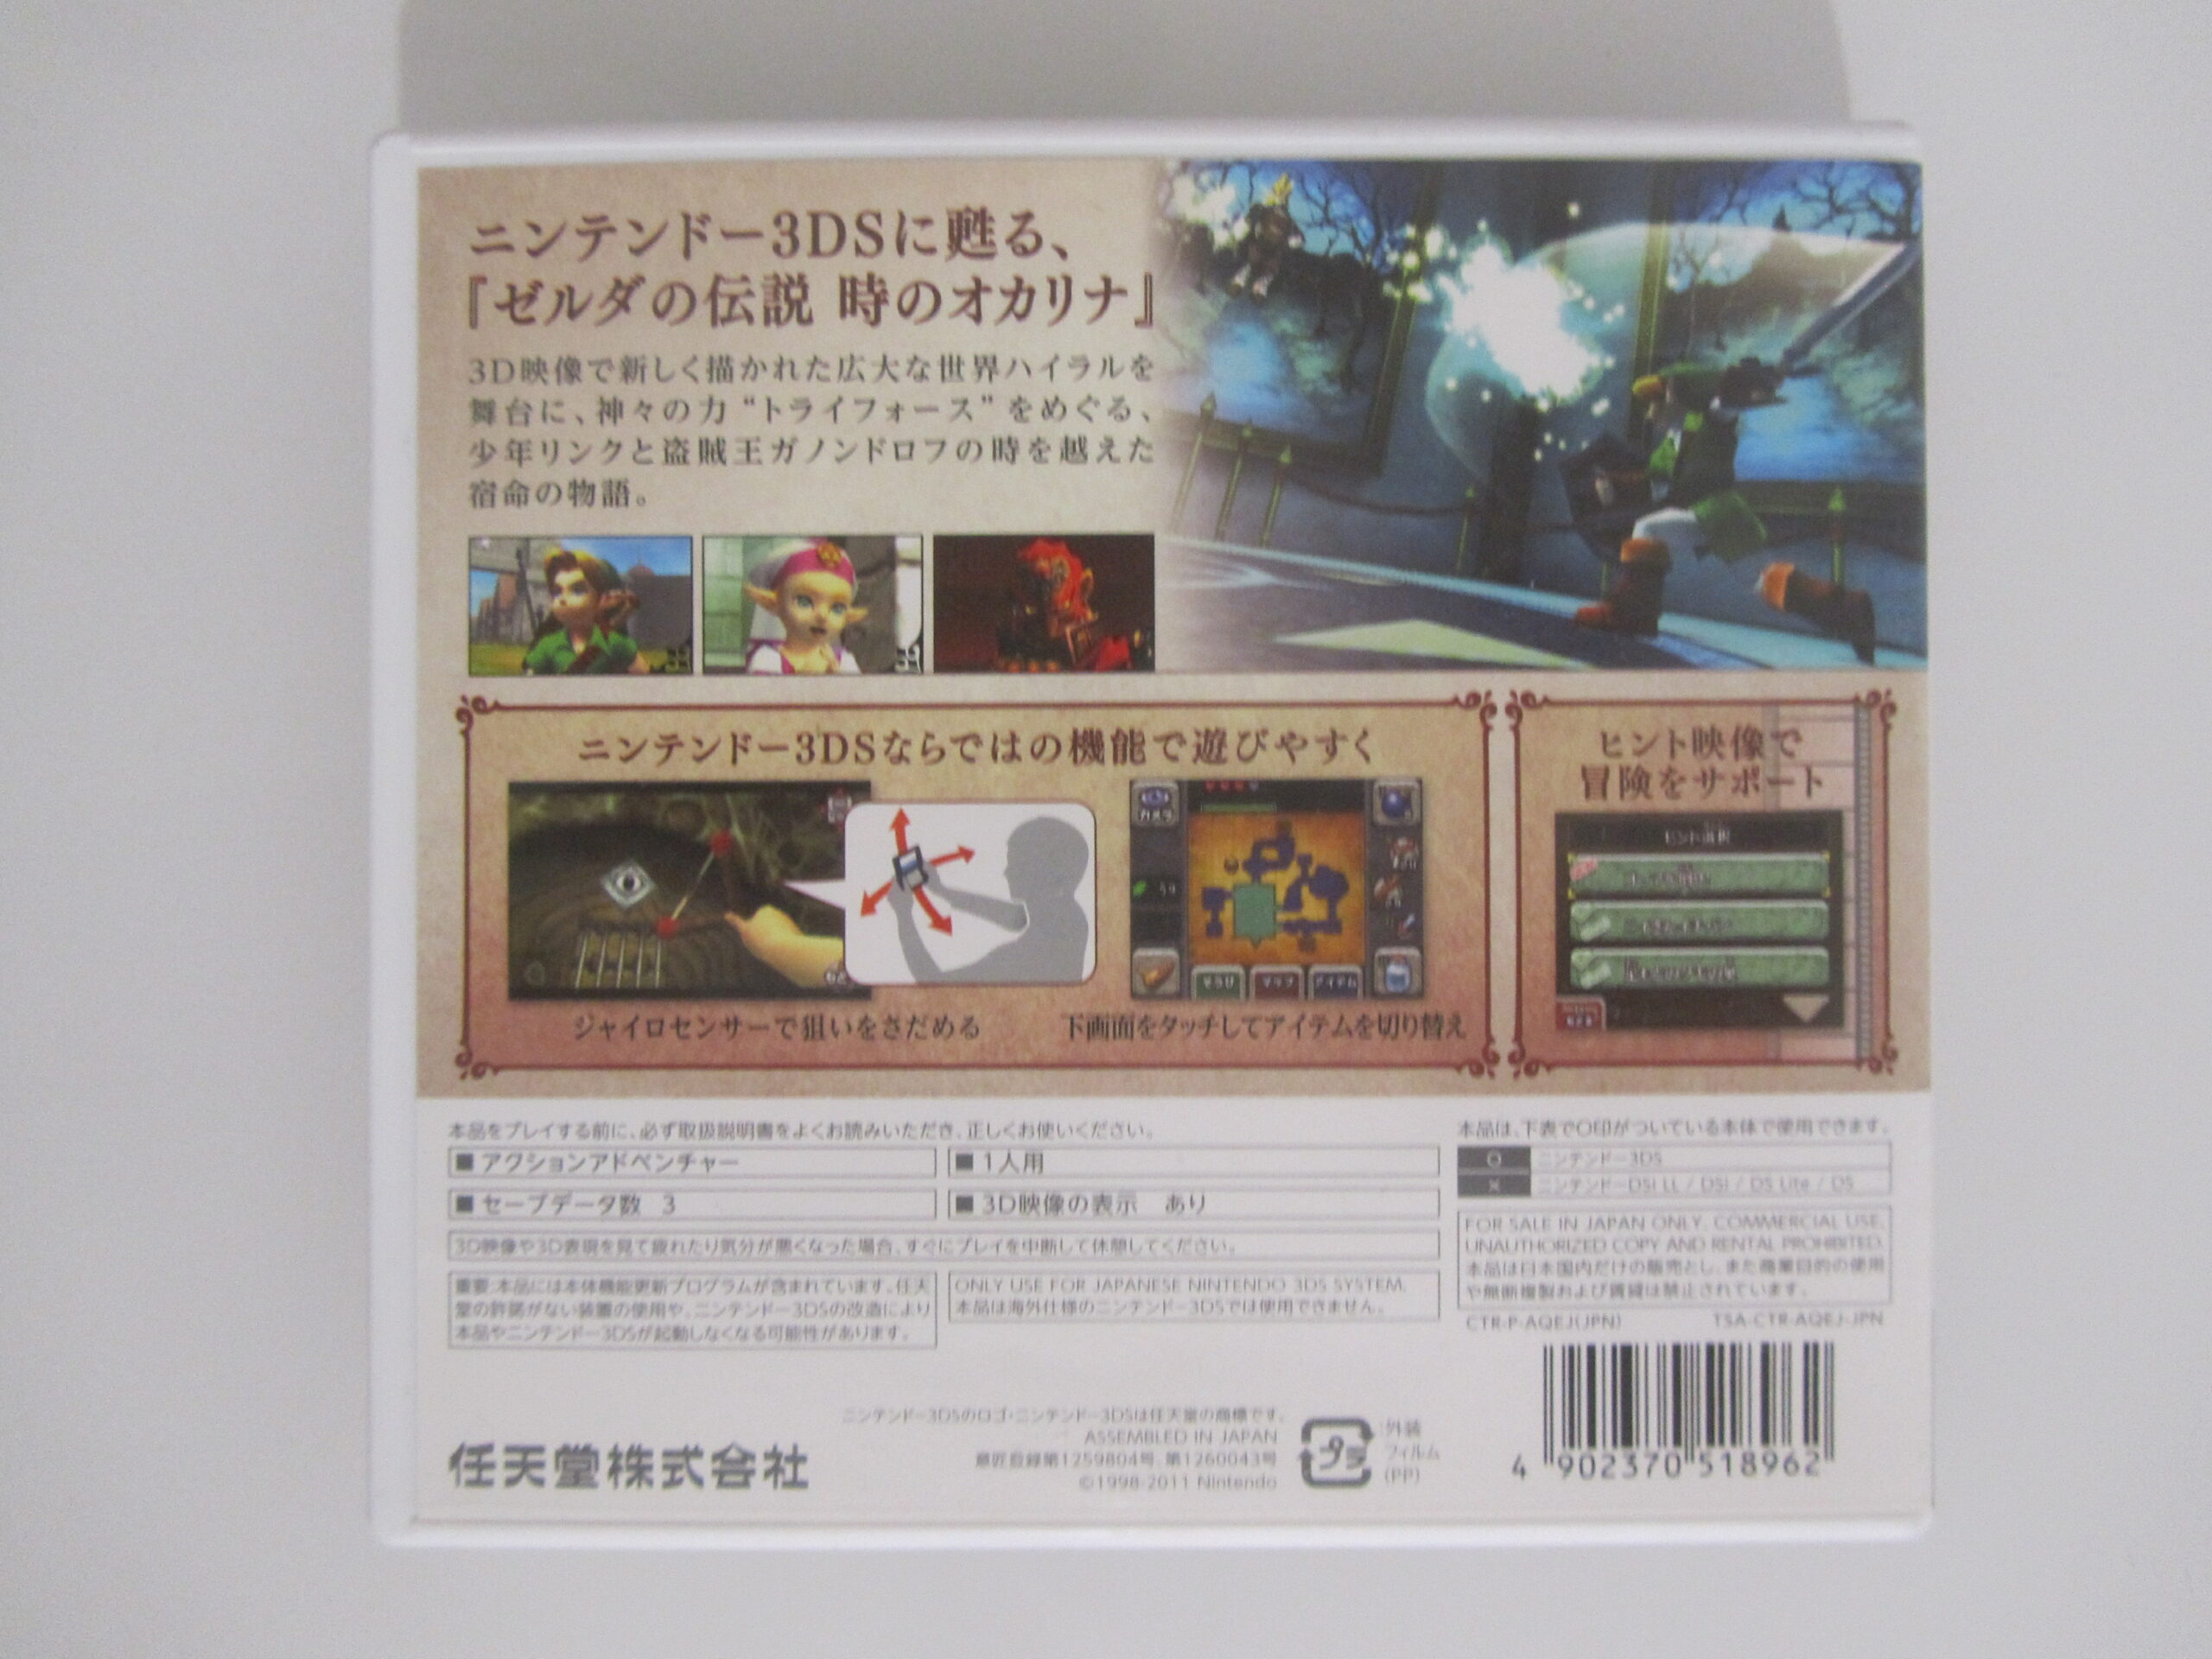 ニンテンドー3DSに甦る、
『ゼルダの伝説 時のオカリナ』
3D映像で新しく描かれた広大な世界ハイラルを
舞台に、神々の力“トライフォース”をめぐる、
少年リンクと盗賊王ガノンドロフの時を越えた
宿命の物語。
ニンテンドー3DSならではの機能で遊びやすく
カメラ
マップ
アイテム
ジャイロセンサーで狙いをさだめる
下画面をタッチしてアイテムを切り替え
ヒント映像で
冒険をサポート
本品をプレイする前に、必ず取扱説明書をよくお読みいただき、正しくお使いください。
■ アクションアドベンチャー
■ 1人用
■ セーブデータ数 3
■ 3D映像の表示 あり
3D映像や3D表現を見て疲れたり気分が悪くなった場合、すぐにプレイを中断して休憩してください。
重要:本品には本体機能更新プログラムが含まれています。任天
堂の許諾がない装置の使用や、ニンテンドー3DSの改造により
本品やニンテンドー3DSが起動しなくなる可能性があります。
ONLY USE FOR JAPANESE NINTENDO 3DS SYSTEM.
本品は海外仕様のニンテンドー3DSでは使用できません。
本品は、下表で○印がついている本体で使用できます。
○ ニンテンドー3DS
× ニンテンドーDSi LL / DSi / DS Lite / DS
FOR SALE IN JAPAN ONLY. COMMERCIAL USE,
UNAUTHORIZED COPY AND RENTAL PROHIBITED.
本品は日本国内だけの販売とし、また商業目的の使用
や無断複製および賃貸は禁止されています。
CTR-P-AQEJ(JPN)
TSA-CTR-AQEJ-JPN
ニンテンドー3DSのロゴ・ニンテンドー3DSは任天堂の商標です。
ASSEMBLED IN JAPAN
意匠登録第1259804号、第1260043号
©1998-2011 Nintendo
任天堂株式会社
プラ
:外装
フィルム
(PP)
4 902370 518962